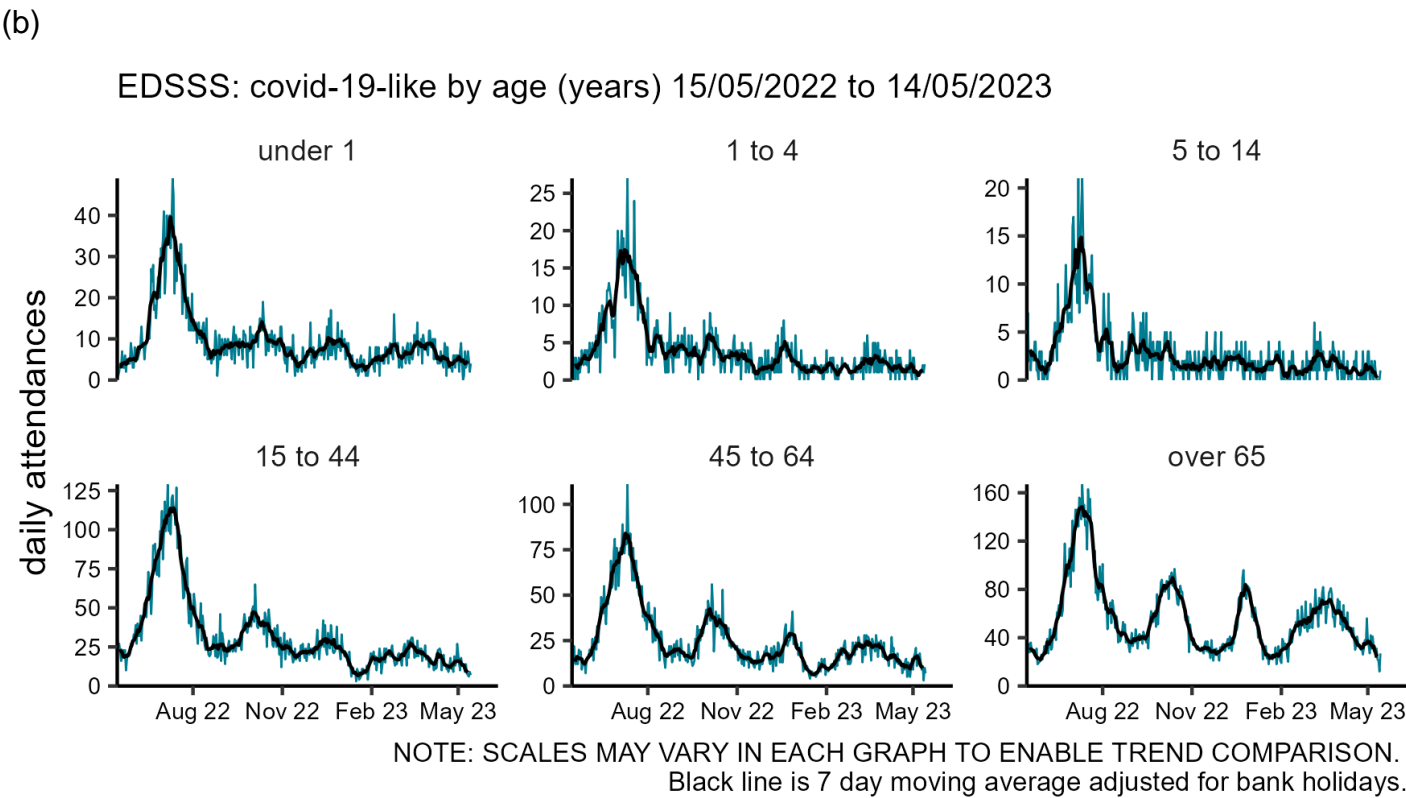 (b)
EDSSS: covid-19-like by age (years) 15/05/2022 to 14/05/2023
daily attendances
under 1
40
30
20
10
0
1 to 4
25
20
15
10
5
0
5 to 14
20
15
10
5
0
15 to 44
125
100
75
50
25
0
Aug 22 Nov 22 Feb 23 May 23
45 to 64
100
75
50
25
0
Aug 22 Nov 22 Feb 23 May 23
over 65
160
120
80
40
0
Aug 22 Nov 22 Feb 23 May 23
NOTE: SCALES MAY VARY IN EACH GRAPH TO ENABLE TREND COMPARISON.
Black line is 7 day moving average adjusted for bank holidays.